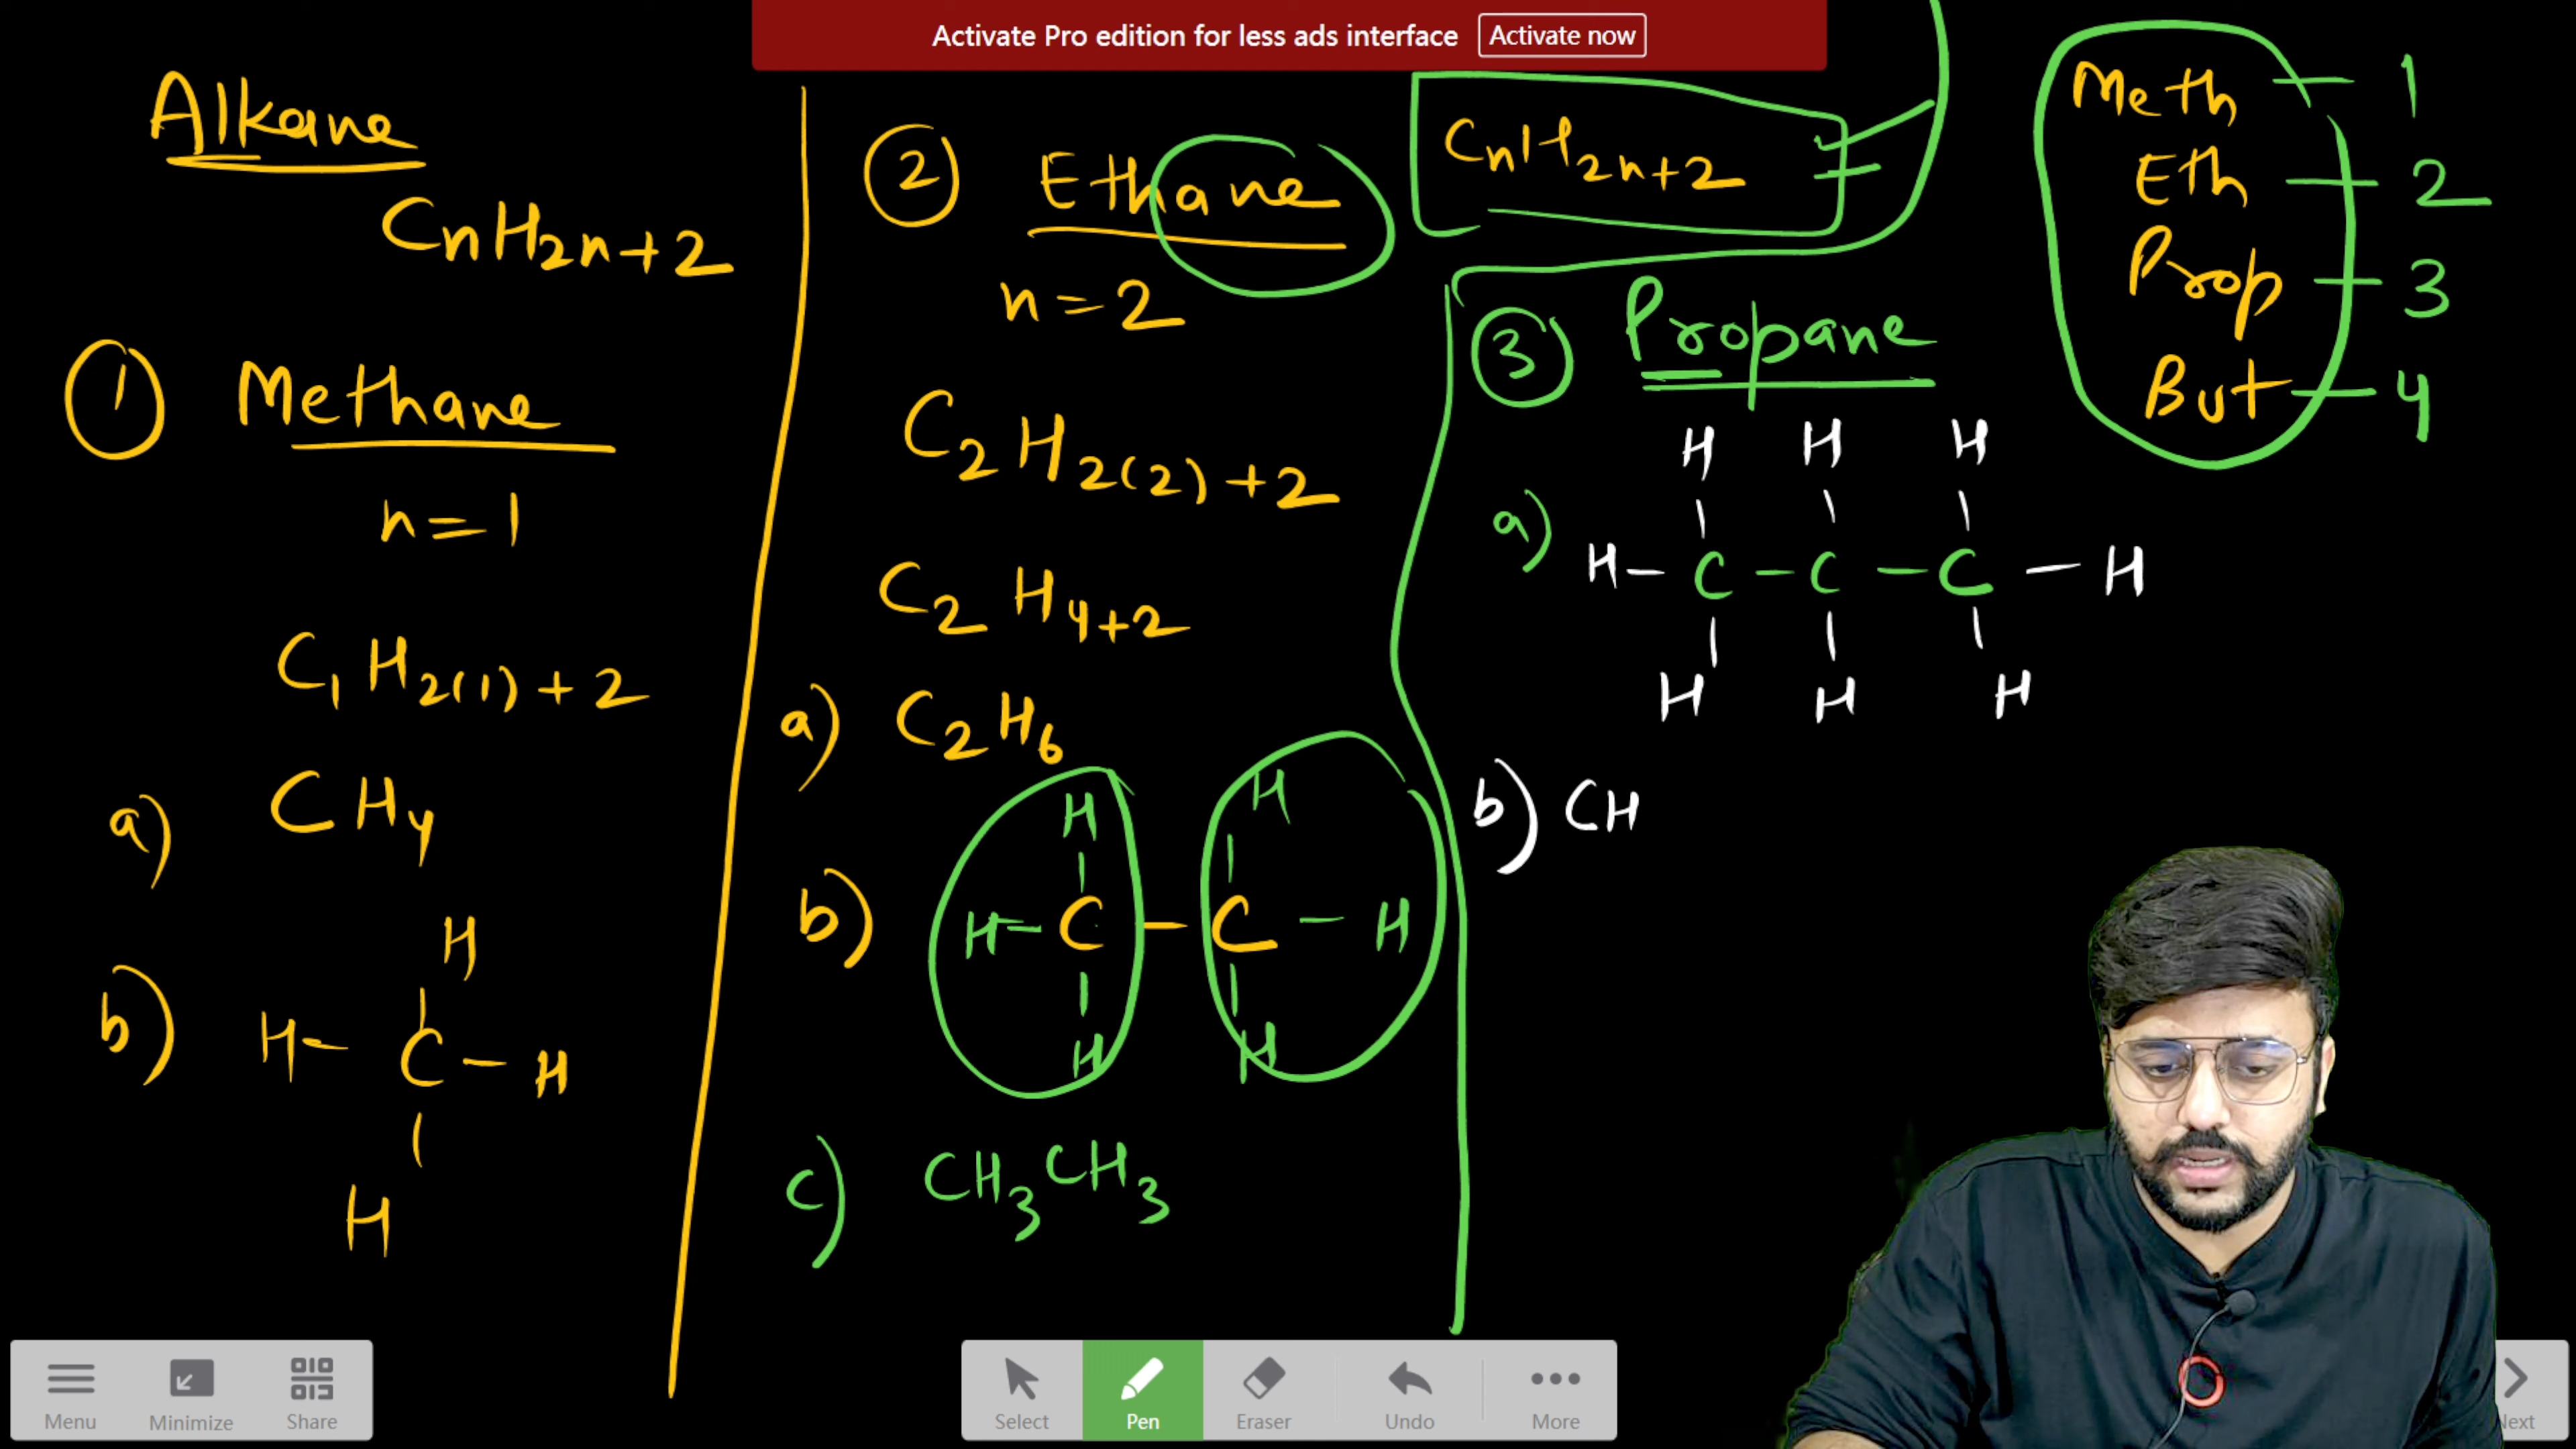 Activate Pro edition for less ads interface Activate now
Alkane
CnH2n+2
① Methane
n=1
C1H2(1)+2
a) CH4
b)
H
H- C - H
H
② Ethane
n=2
C2H2(2)+2
C2H4+2
a) C2H6
b)
H H
H- C - C - H
H H
c) CH3CH3
CnH2n+2
③ Propane
H H H
a) H- C - C - C - H
H H H
b) CH
Meth - 1
Eth - 2
Prop - 3
But - 4
Menu Minimize Share
Select Pen Eraser Undo More